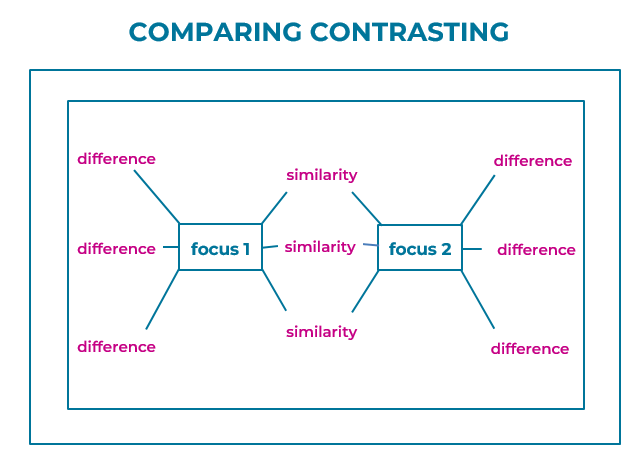 COMPARING CONTRASTING
difference
similarity
difference
difference
focus 1
similarity
focus 2
difference
difference
similarity
difference